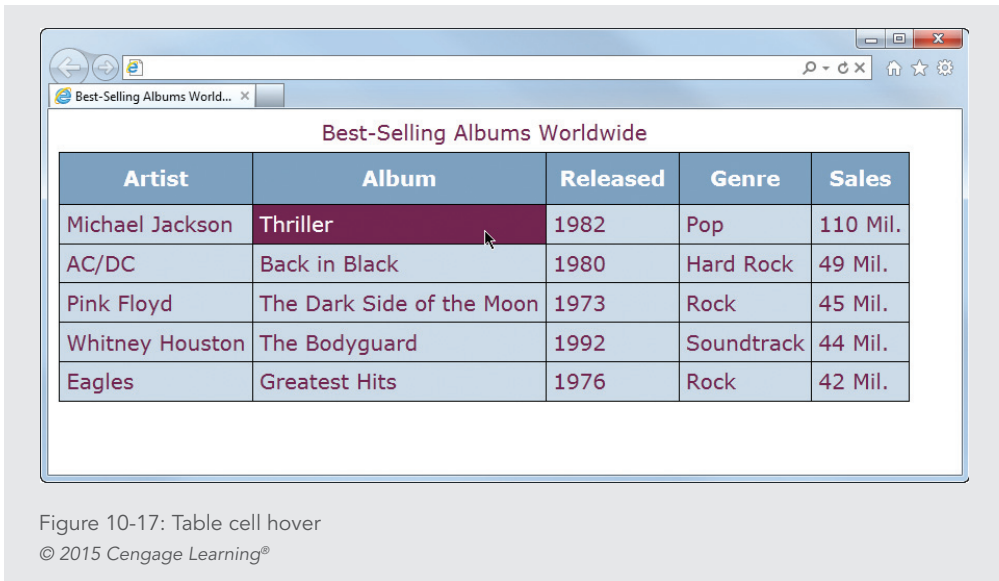 Best-Selling Albums World...
Best-Selling Albums Worldwide
Artist Album Released Genre Sales
Michael Jackson Thriller 1982 Pop 110 Mil.
AC/DC Back in Black 1980 Hard Rock 49 Mil.
Pink Floyd The Dark Side of the Moon 1973 Rock 45 Mil.
Whitney Houston The Bodyguard 1992 Soundtrack 44 Mil.
Eagles Greatest Hits 1976 Rock 42 Mil.
Figure 10-17: Table cell hover
© 2015 Cengage Learning®